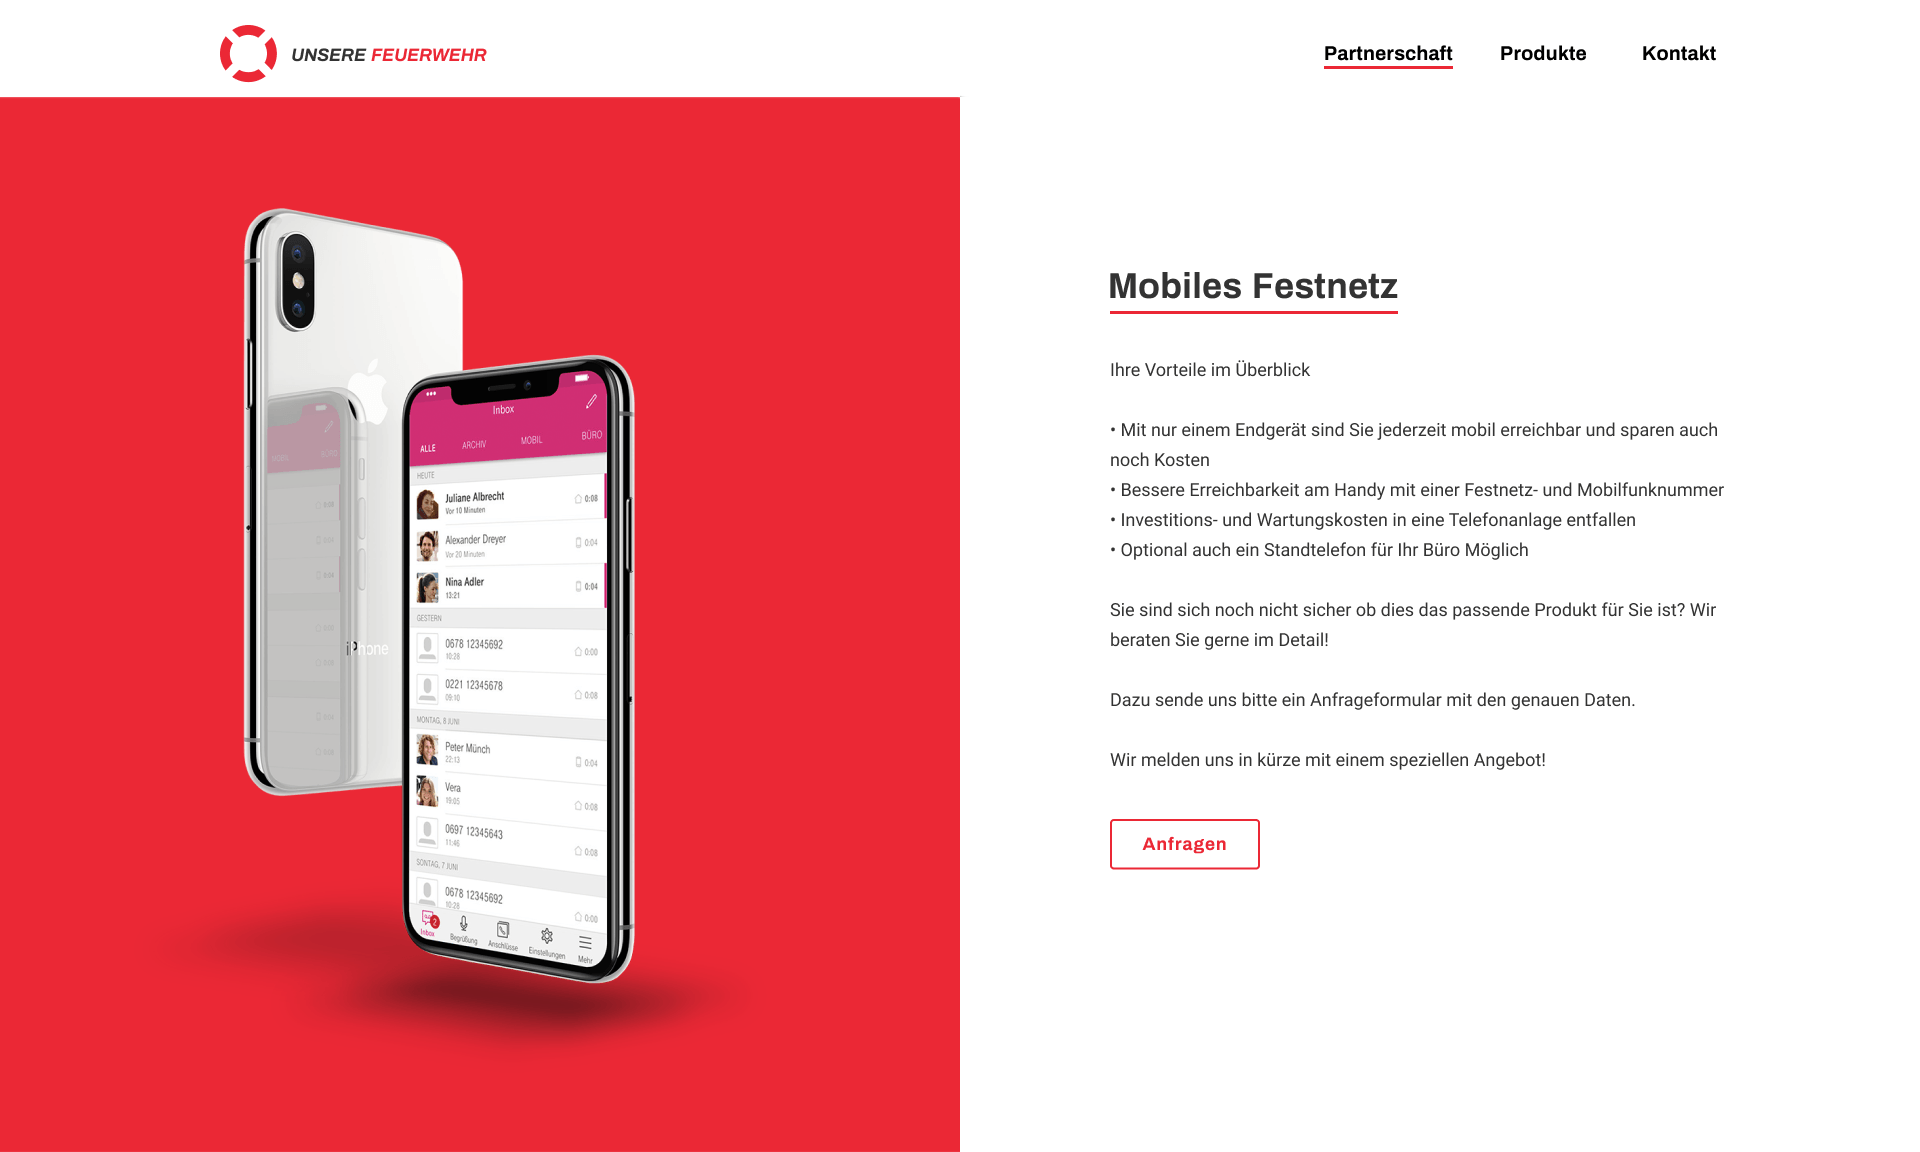 UNSERE FEUERWEHR
Partnerschaft
Produkte
Kontakt
Inbox
ALLE
ARCHIV
MOBIL
BÜRO
HEUTE
Juliane Albrecht
Vor 10 Minuten
0:08
Alexander Dreyer
Vor 20 Minuten
0:04
Nina Adler
13:21
0:04
GESTERN
0678 12345692
10:28
0:00
0221 12345678
09:10
0:08
MONTAG, 8 JUNI
Peter Münch
22:13
0:04
Vera
19:05
0:08
0697 12345643
11:46
0:08
SONTAG, 7 JUNI
0678 12345692
10:28
0:00
2
Inbox
Begrüßung
Anschlüsse
Einstellungen
Mehr
iPhone
Mobiles Festnetz
Ihre Vorteile im Überblick
• Mit nur einem Endgerät sind Sie jederzeit mobil erreichbar und sparen auch
noch Kosten
• Bessere Erreichbarkeit am Handy mit einer Festnetz- und Mobilfunknummer
• Investitions- und Wartungskosten in eine Telefonanlage entfallen
• Optional auch ein Standtelefon für Ihr Büro Möglich
Sie sind sich noch nicht sicher ob dies das passende Produkt für Sie ist? Wir
beraten Sie gerne im Detail!
Dazu sende uns bitte ein Anfrageformular mit den genauen Daten.
Wir melden uns in kürze mit einem speziellen Angebot!
Anfragen